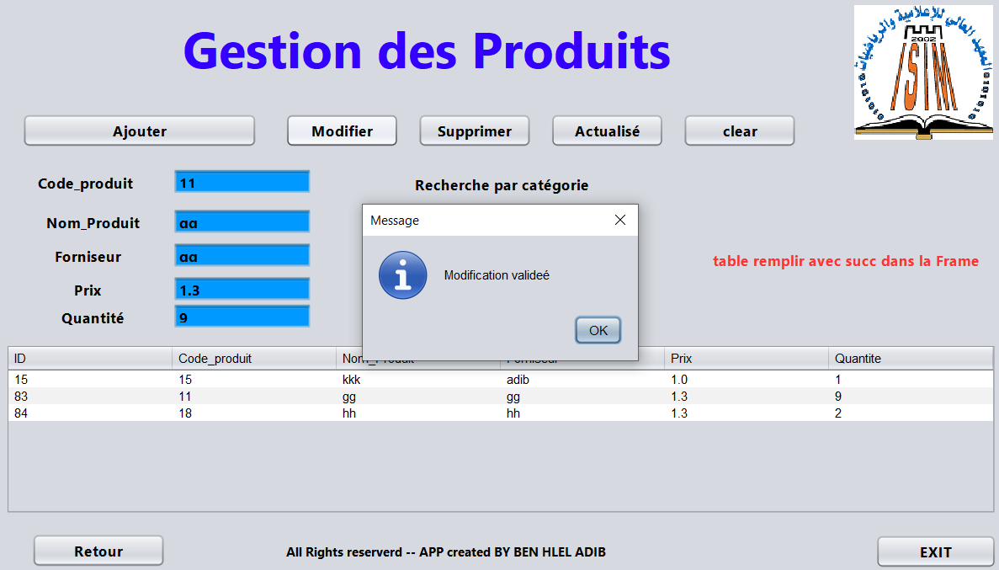 Gestion des Produits
المعهد العالي للإعلامية والرياضيات
2002
ISIM
Ajouter
Modifier
Supprimer
Actualisé
clear
Code_produit 11
Recherche par catégorie
Nom_Produit gg
Forniseur gg
Prix 1.3
Quantité 9
Message
Modification valideé
OK
table remplir avec succ dans la Frame
ID Code_produit Nom_Produit Forniseur Prix Quantite
15 15 kkk adib 1.0 1
83 11 gg gg 1.3 9
84 18 hh hh 1.3 2
Retour
All Rights reserverd -- APP created BY BEN HLEL ADIB
EXIT